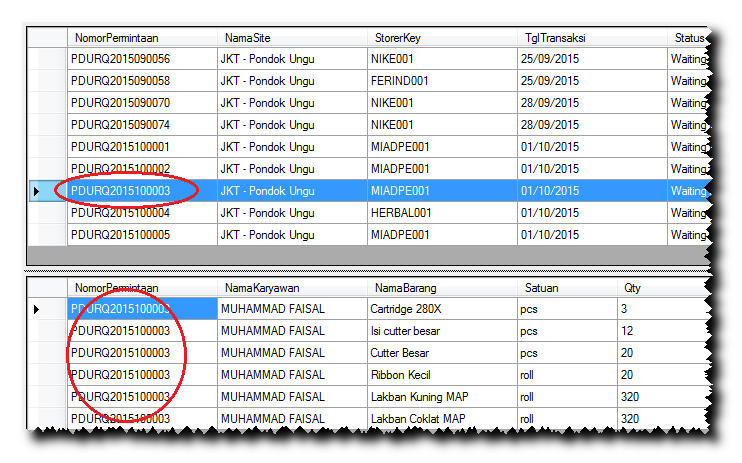 NomorPermintaan NamaSite StorerKey TglTransaksi Status
PDURQ2015090056 JKT - Pondok Ungu NIKE001 25/09/2015 Waiting
PDURQ2015090058 JKT - Pondok Ungu FERIND001 25/09/2015 Waiting
PDURQ2015090070 JKT - Pondok Ungu NIKE001 28/09/2015 Waiting
PDURQ2015090074 JKT - Pondok Ungu NIKE001 28/09/2015 Waiting
PDURQ2015100001 JKT - Pondok Ungu MIADPE001 01/10/2015 Waiting
PDURQ2015100002 JKT - Pondok Ungu MIADPE001 01/10/2015 Waiting
PDURQ2015100003 JKT - Pondok Ungu MIADPE001 01/10/2015 Waiting
PDURQ2015100004 JKT - Pondok Ungu HERBAL001 01/10/2015 Waiting
PDURQ2015100005 JKT - Pondok Ungu MIADPE001 01/10/2015 Waiting
NomorPermintaan NamaKaryawan NamaBarang Satuan Qty
PDURQ2015100003 MUHAMMAD FAISAL Cartridge 280X pcs 3
PDURQ2015100003 MUHAMMAD FAISAL Isi cutter besar pcs 12
PDURQ2015100003 MUHAMMAD FAISAL Cutter Besar pcs 20
PDURQ2015100003 MUHAMMAD FAISAL Ribbon Kecil roll 20
PDURQ2015100003 MUHAMMAD FAISAL Lakban Kuning MAP roll 320
PDURQ2015100003 MUHAMMAD FAISAL Lakban Coklat MAP roll 320